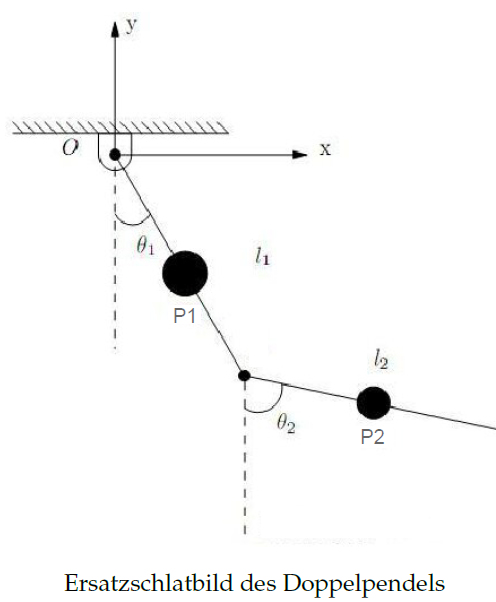 y
O
x
θ₁
l₁
P1
l₂
θ₂
P2
Ersatzschlatbild des Doppelpendels